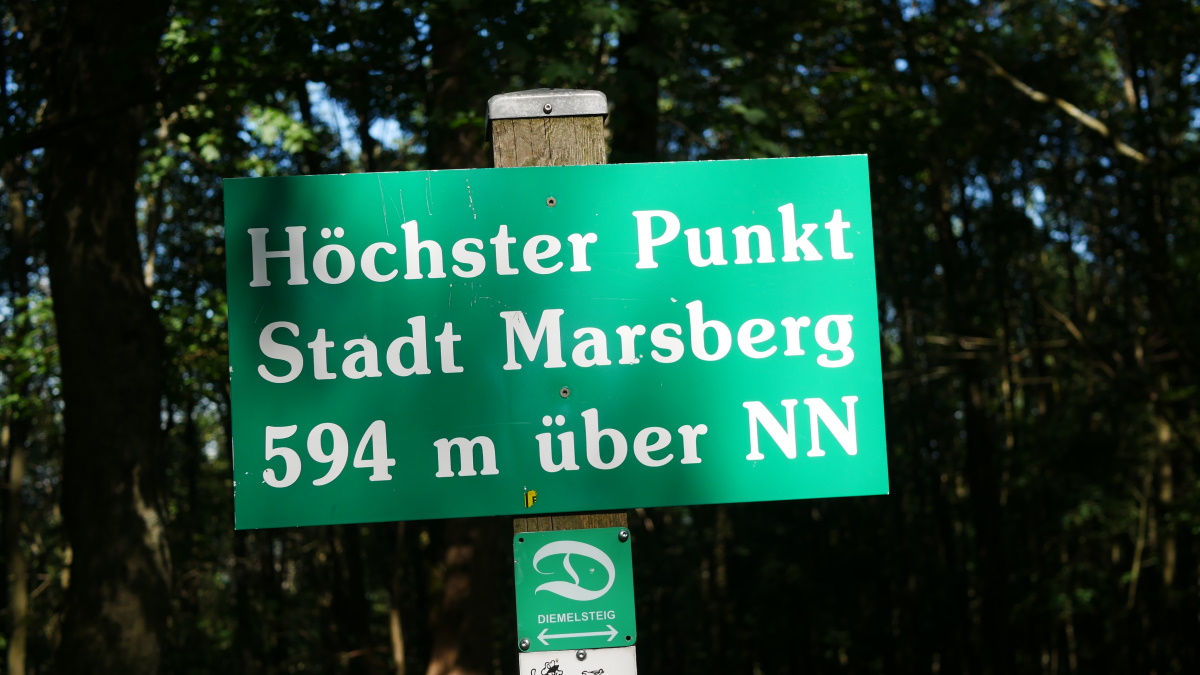 Höchster Punkt
Stadt Marsberg
594 m über NN
DIEMELSTEIG